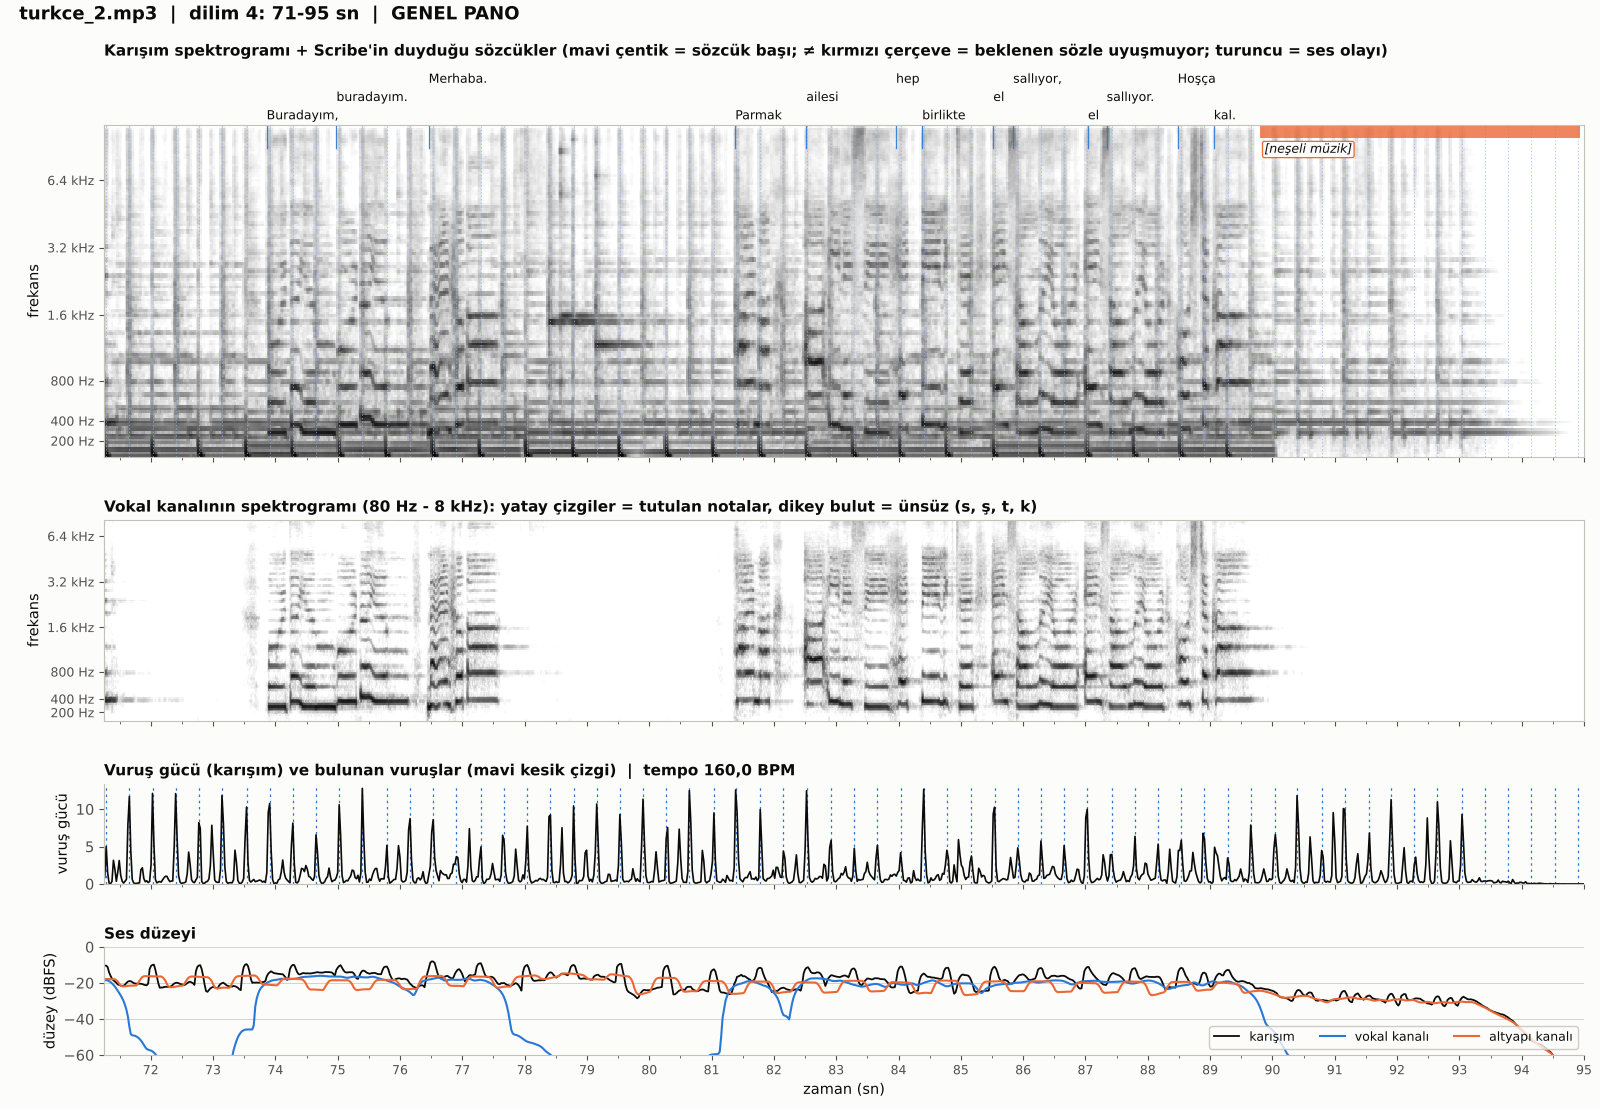 turkce_2.mp3 | dilim 4: 71-95 sn | GENEL PANO
Karışım spektrogramı + Scribe'in duyduğu sözcükler (mavi çentik = sözcük başı; ≠ kırmızı çerçeve = beklenen sözle uyuşmuyor; turuncu = ses olayı)
Merhaba. hep sallıyor, Hoşça
buradayım. ailesi el sallıyor.
Buradayım, Parmak birlikte el kal.
[neşeli müzik]
6.4 kHz
3.2 kHz
1.6 kHz
800 Hz
400 Hz
200 Hz
frekans
Vokal kanalının spektrogramı (80 Hz - 8 kHz): yatay çizgiler = tutulan notalar, dikey bulut = ünsüz (s, ş, t, k)
6.4 kHz
3.2 kHz
1.6 kHz
800 Hz
400 Hz
200 Hz
frekans
Vuruş gücü (karışım) ve bulunan vuruşlar (mavi kesik çizgi) | tempo 160,0 BPM
10
5
0
vuruş gücü
Ses düzeyi
0
−20
−40
−60
düzey (dBFS)
karışım vokal kanalı altyapı kanalı
72 73 74 75 76 77 78 79 80 81 82 83 84 85 86 87 88 89 90 91 92 93 94 95
zaman (sn)